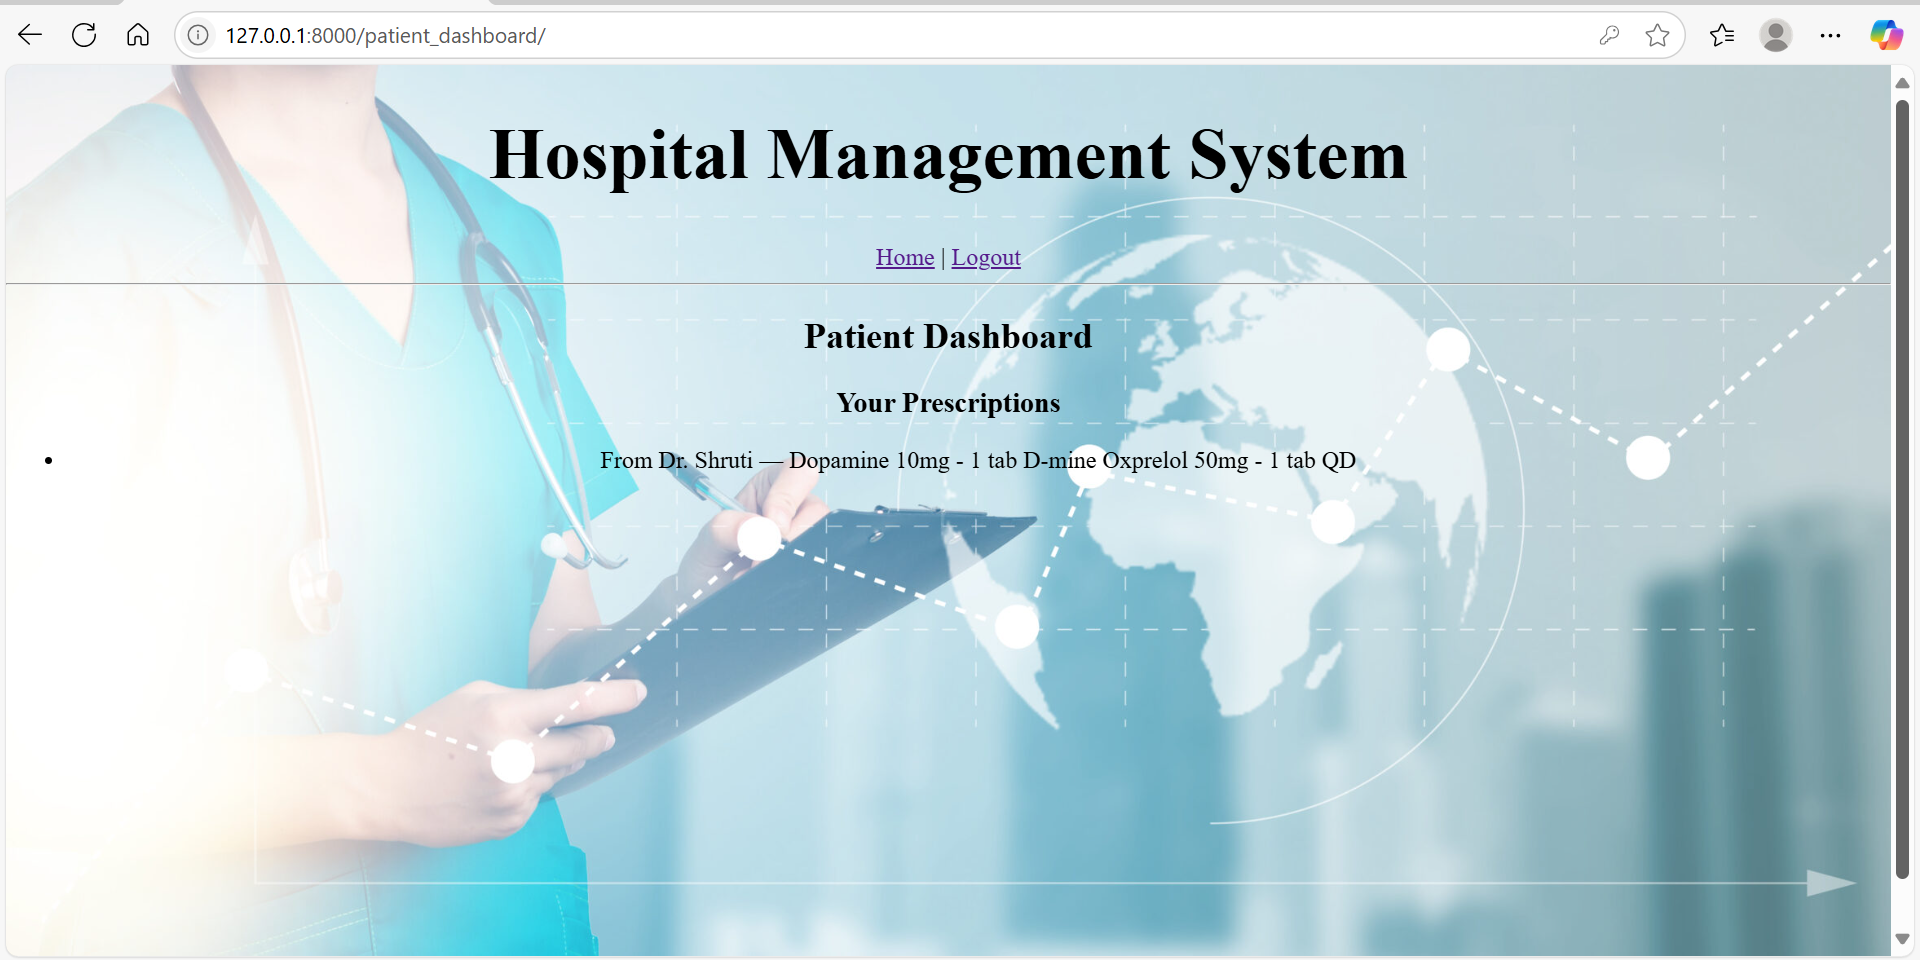 127.0.0.1:8000/patient_dashboard/
Hospital Management System
Home | Logout
Patient Dashboard
Your Prescriptions
• From Dr. Shruti — Dopamine 10mg - 1 tab D-mine Oxprelol 50mg - 1 tab QD